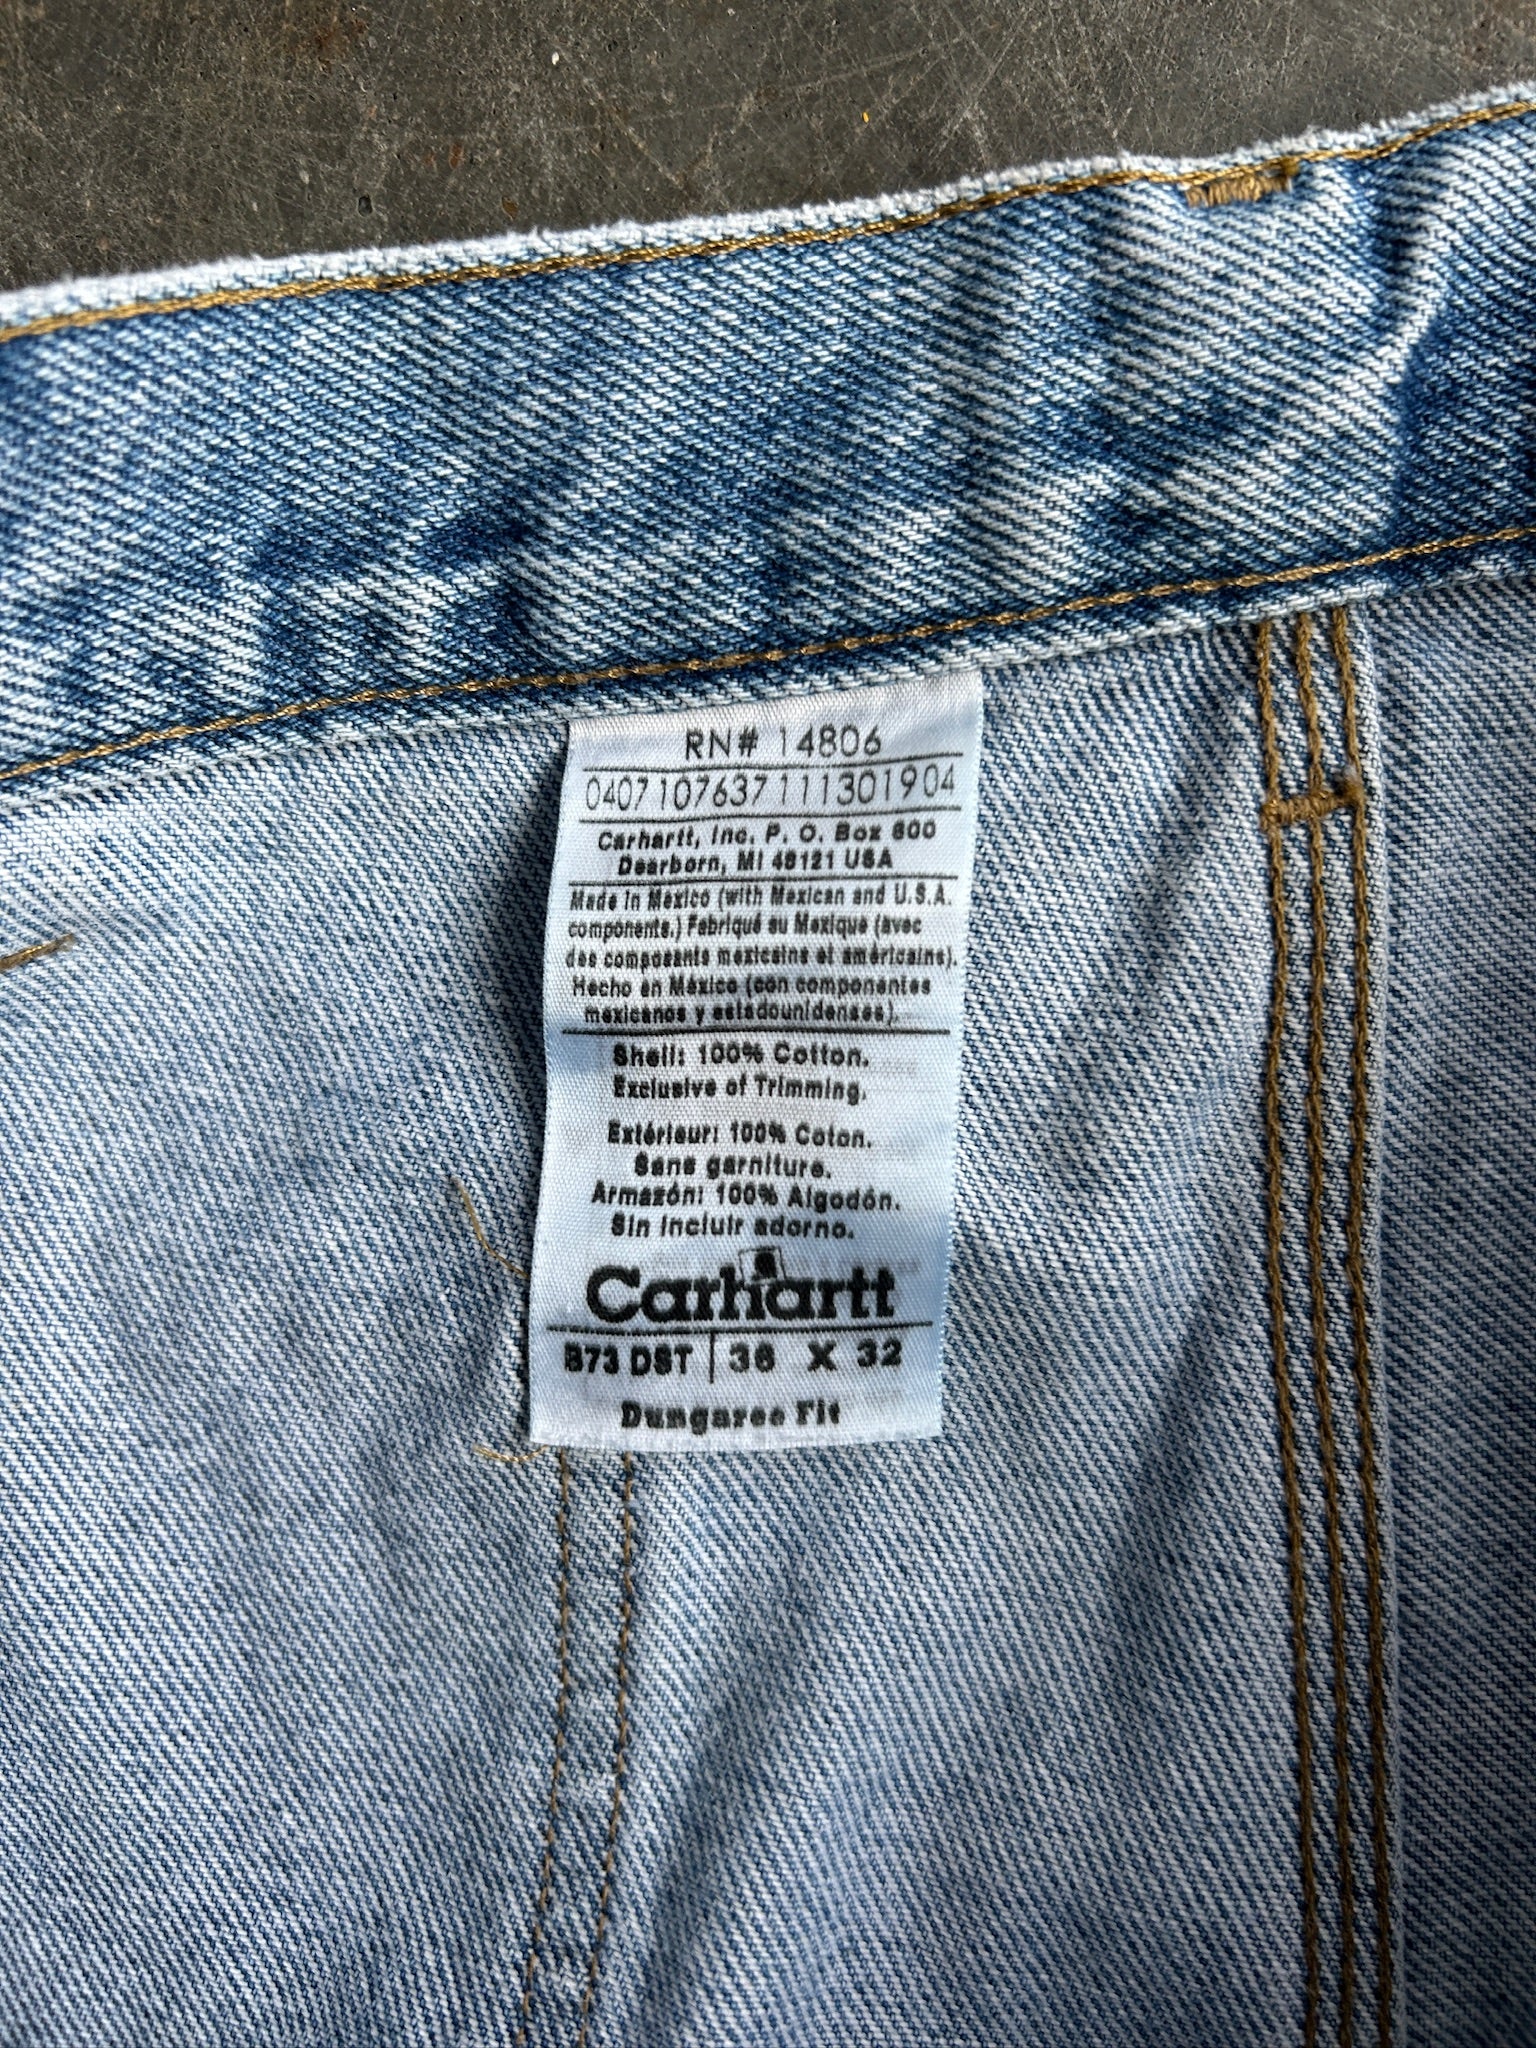 RN# 14806
0407107637111301904
Carhartt, Inc. P. O. Box 600
Dearborn, MI 48121 USA
Made in Mexico (with Mexican and U.S.A.
components.) Fabriqué au Mexique (avec
des composants mexicains et américains).
Hecho en México (con componentes
mexicanos y estadounidenses).
Shell: 100% Cotton.
Exclusive of Trimming.
Extérieur: 100% Coton.
Sans garniture.
Armazón: 100% Algodón.
Sin incluir adorno.
Carhartt
B73 DST 36 X 32
Dungaree Fit